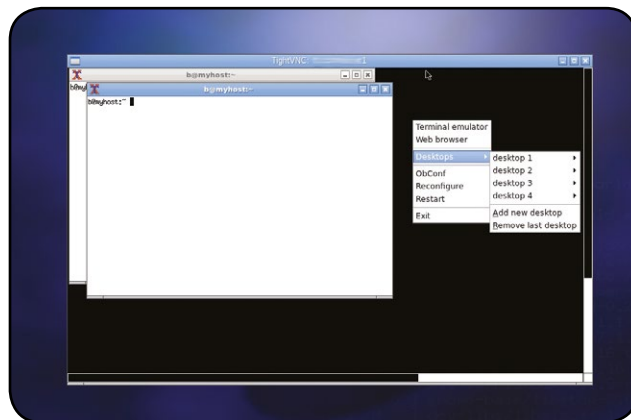 TightVNC:
b@myhost:~
b@myhost:~
b@myhost:~
Terminal emulator
Web browser
Desktops
ObConf
Reconfigure
Restart
Exit
desktop 1
desktop 2
desktop 3
desktop 4
Add new desktop
Remove last desktop